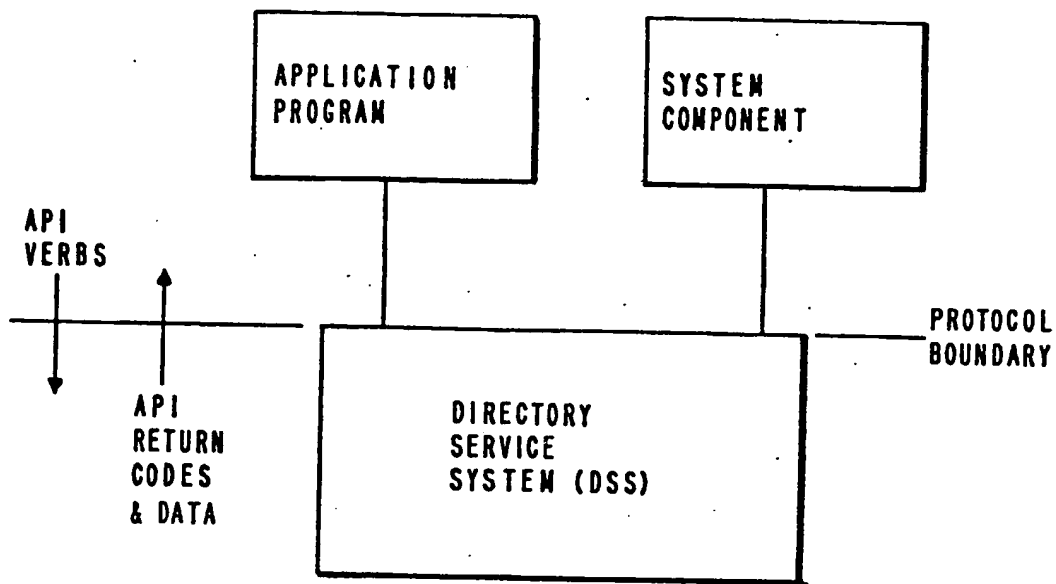 APPLICATION
PROGRAM
SYSTEM
COMPONENT
API
VERBS
PROTOCOL
BOUNDARY
API
RETURN
CODES
& DATA
DIRECTORY
SERVICE
SYSTEM (DSS)